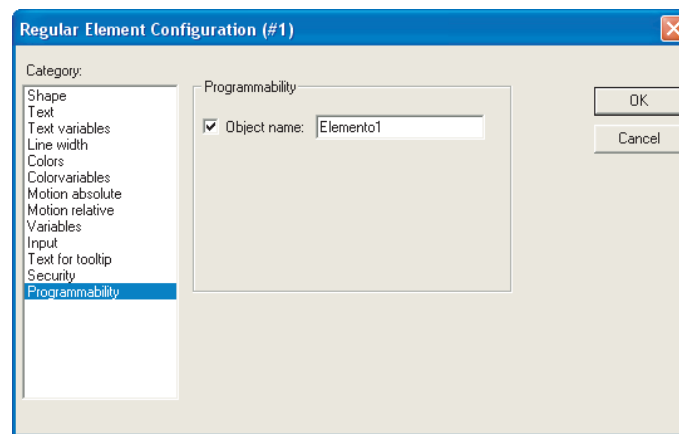 Regular Element Configuration (#1)
Category:
Shape
Text
Text variables
Line width
Colors
Colorvariables
Motion absolute
Motion relative
Variables
Input
Text for tooltip
Security
Programmability
Programmability
Object name: Elemento1
OK
Cancel